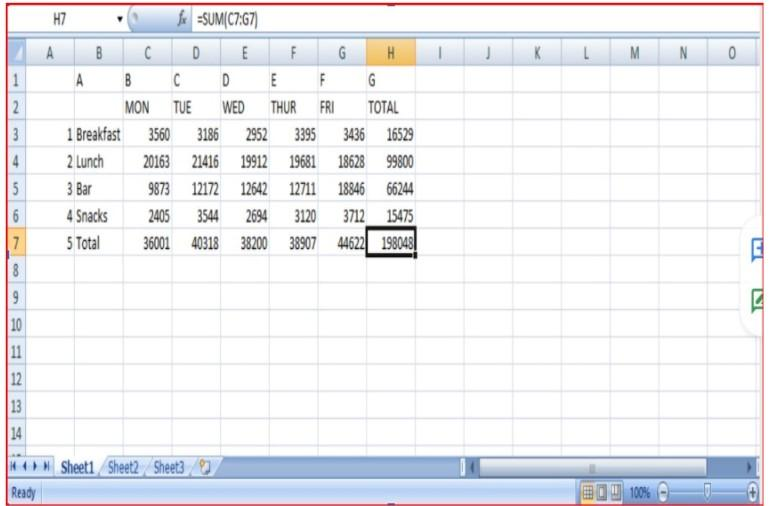 H7 fx =SUM(C7:G7)
A B C D E F G H I J K L M N O
1 A B C D E F G
2 MON TUE WED THUR FRI TOTAL
3 1 Breakfast 3560 3186 2952 3395 3436 16529
4 2 Lunch 20163 21416 19912 19681 18628 99800
5 3 Bar 9873 12172 12642 12711 18846 66244
6 4 Snacks 2405 3544 2694 3120 3712 15475
7 5 Total 36001 40318 38200 38907 44622 198048
8
9
10
11
12
13
14
Sheet1 Sheet2 Sheet3
Ready 100%